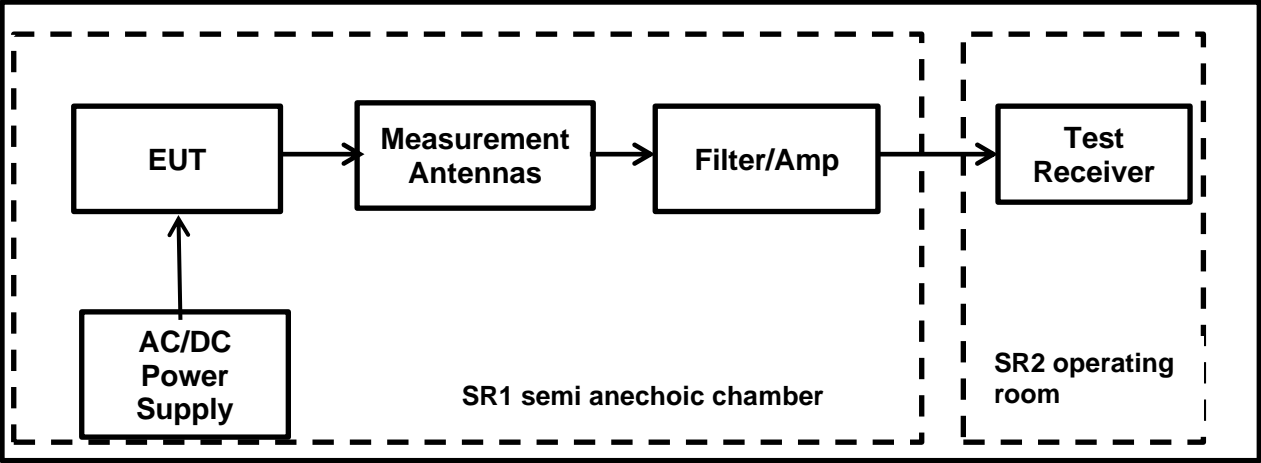 EUT
Measurement
Antennas
Filter/Amp
Test
Receiver
AC/DC
Power
Supply
SR1 semi anechoic chamber
SR2 operating
room